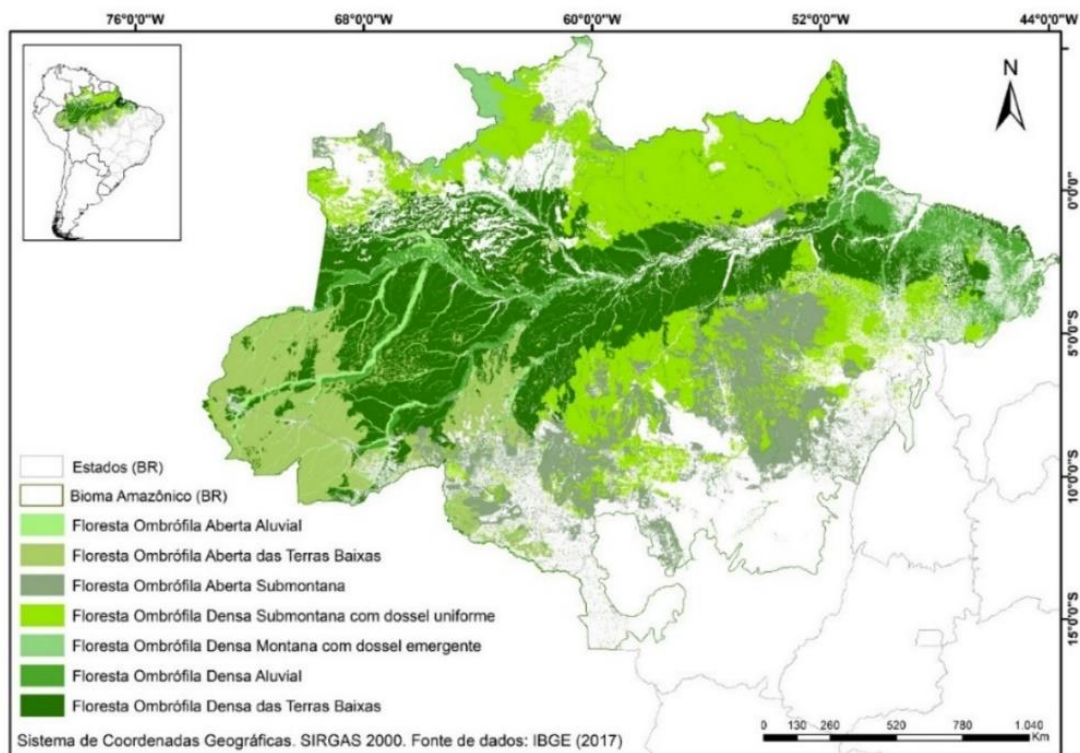 76°0'0"W 68°0'0"W 60°0'0"W 52°0'0"W 44°0'0"W
N
0°0'0"
5°0'0"S
10°0'0"S
15°0'0"S
Estados (BR)
Bioma Amazônico (BR)
Floresta Ombrófila Aberta Aluvial
Floresta Ombrófila Aberta das Terras Baixas
Floresta Ombrófila Aberta Submontana
Floresta Ombrófila Densa Submontana com dossel uniforme
Floresta Ombrófila Densa Montana com dossel emergente
Floresta Ombrófila Densa Aluvial
Floresta Ombrófila Densa das Terras Baixas
0 130 260 520 780 1.040
Km
Sistema de Coordenadas Geográficas. SIRGAS 2000. Fonte de dados: IBGE (2017)